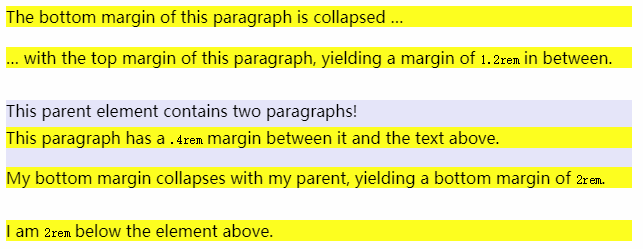 The bottom margin of this paragraph is collapsed …
… with the top margin of this paragraph, yielding a margin of 1.2rem in between.
This parent element contains two paragraphs!
This paragraph has a .4rem margin between it and the text above.
My bottom margin collapses with my parent, yielding a bottom margin of 2rem.
I am 2rem below the element above.